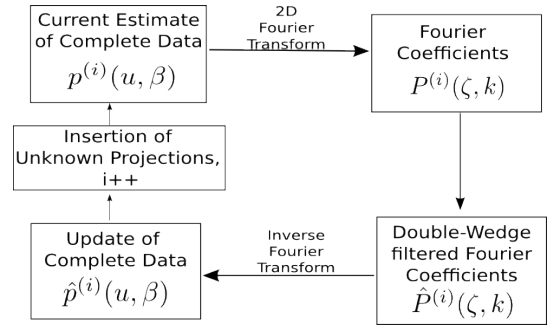 Current Estimate
of Complete Data
p^{(i)}(u, β)
2D
Fourier
Transform
Fourier
Coefficients
P^{(i)}(ζ, k)
Double-Wedge
filtered Fourier
Coefficients
P̂^{(i)}(ζ, k)
Inverse
Fourier
Transform
Update of
Complete Data
p̂^{(i)}(u, β)
Insertion of
Unknown Projections,
i++